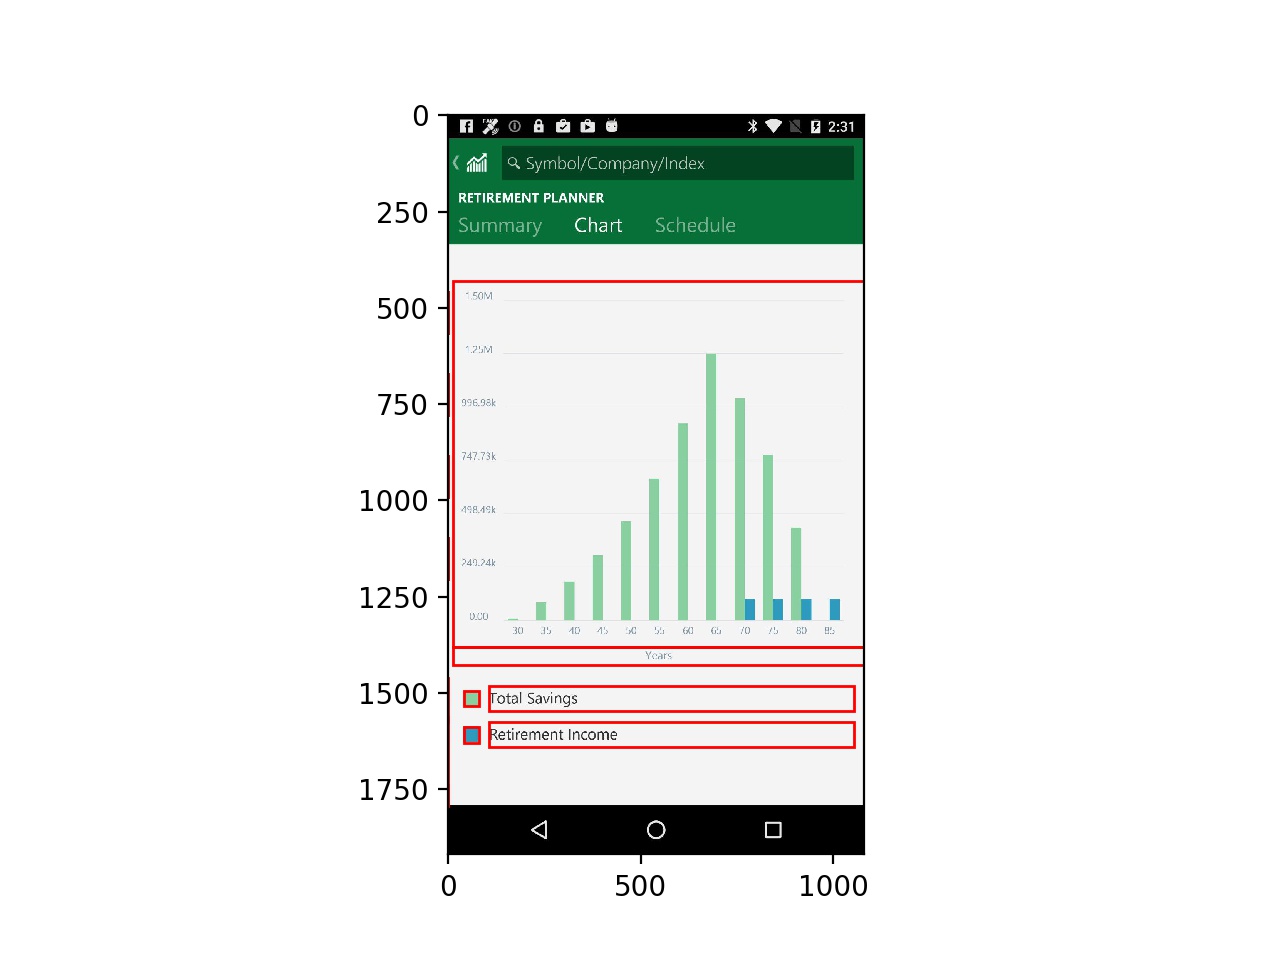 0
250
500
750
1000
1250
1500
1750
0 500 1000
2:31
Symbol/Company/Index
RETIREMENT PLANNER
Summary Chart Schedule
1.50M
1.25M
996.98k
747.73k
498.49k
249.24k
0.00
30 35 40 45 50 55 60 65 70 75 80 85
Years
Total Savings
Retirement Income